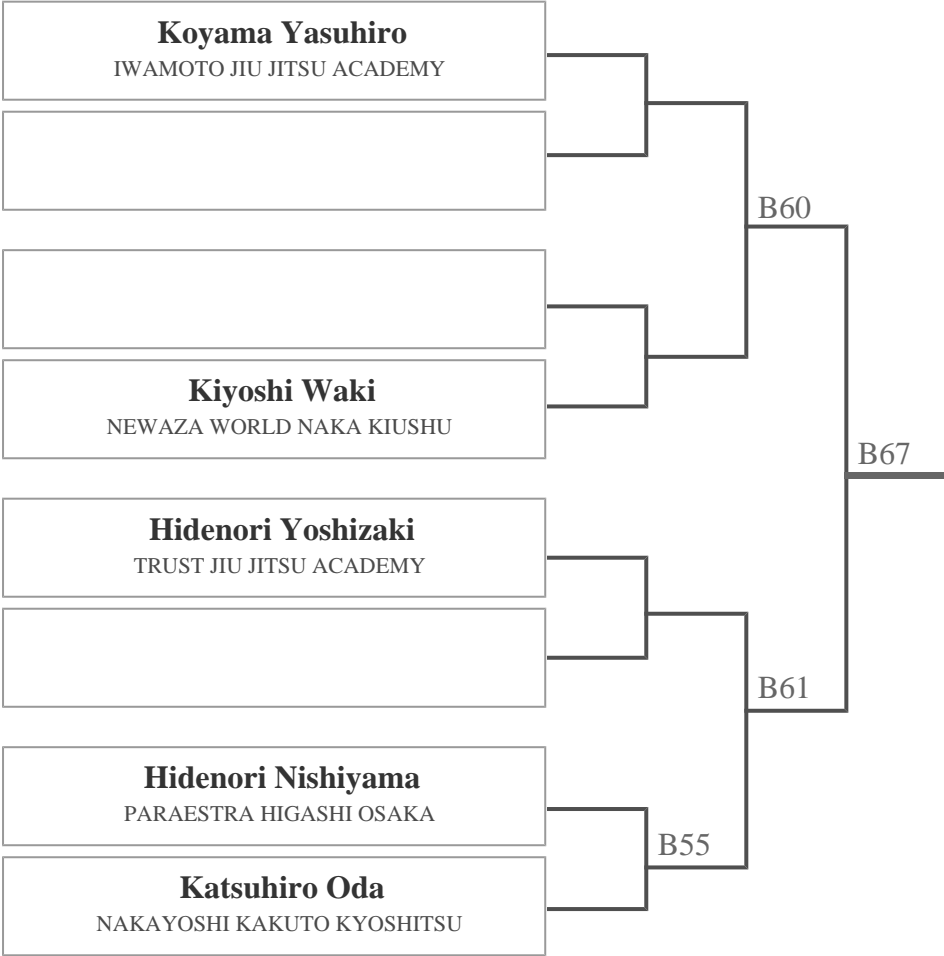 Koyama Yasuhiro
IWAMOTO JIU JITSU ACADEMY
B60
Kiyoshi Waki
NEWAZA WORLD NAKA KIUSHU
B67
Hidenori Yoshizaki
TRUST JIU JITSU ACADEMY
B61
Hidenori Nishiyama
PARAESTRA HIGASHI OSAKA
B55
Katsuhiro Oda
NAKAYOSHI KAKUTO KYOSHITSU